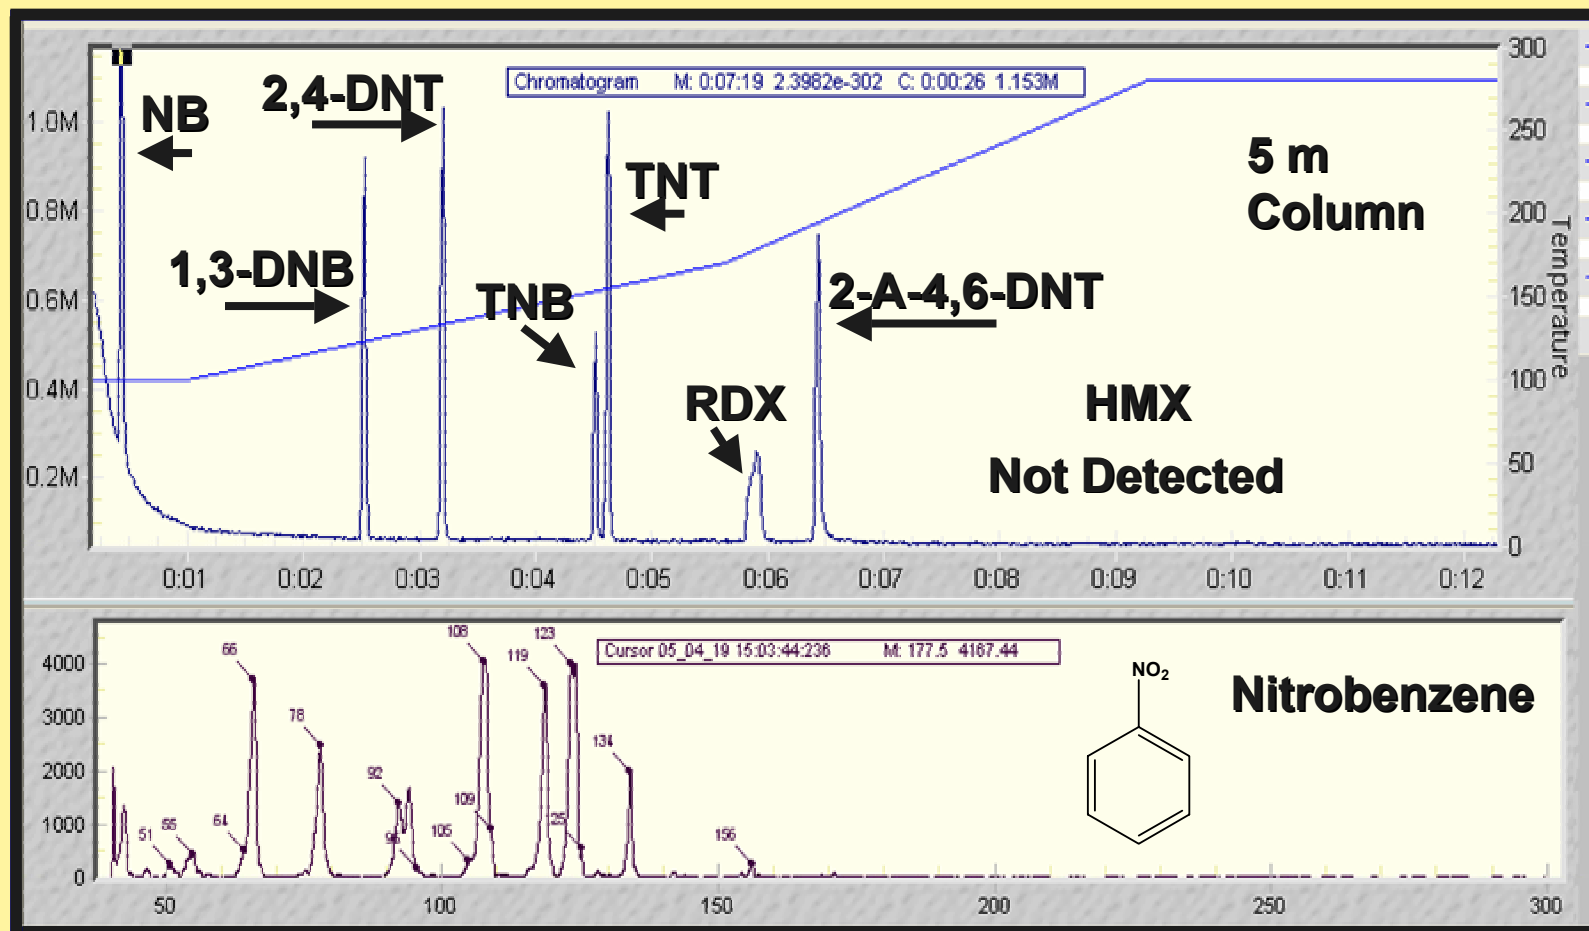 Chromatogram M: 0:07:19 2.3982e-302 C: 0:00:26 1.153M
NB
2,4-DNT
TNT
1,3-DNB
TNB
2-A-4,6-DNT
RDX
5 m
Column
HMX
Not Detected
1.0M
0.8M
0.6M
0.4M
0.2M
300
250
200
150
100
50
0
Temperature
0:01 0:02 0:03 0:04 0:05 0:06 0:07 0:08 0:09 0:10 0:11 0:12
Cursor 05_04_19 15:03:44:236 M: 177.5 4167.44
4000
3000
2000
1000
0
51
55
64
66
78
92
105
108
109
119
123
134
156
NO2
Nitrobenzene
50 100 150 200 250 300